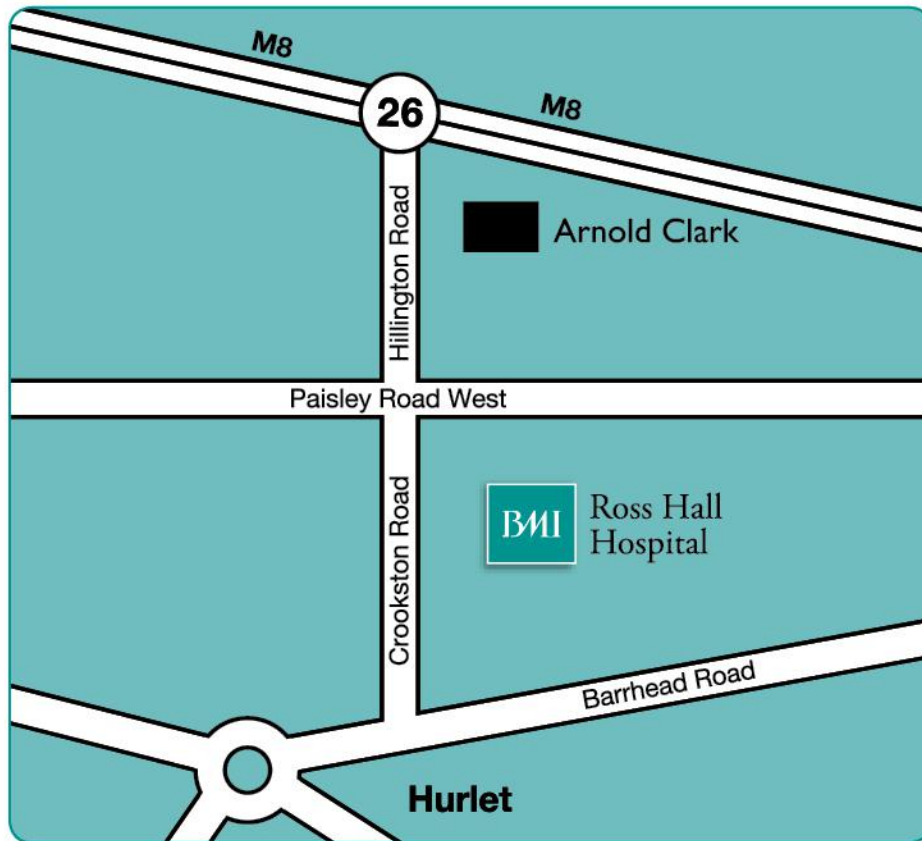 M8
26
M8
Arnold Clark
Hillington Road
Paisley Road West
Crookston Road
BMI
Ross Hall
Hospital
Barrhead Road
Hurlet